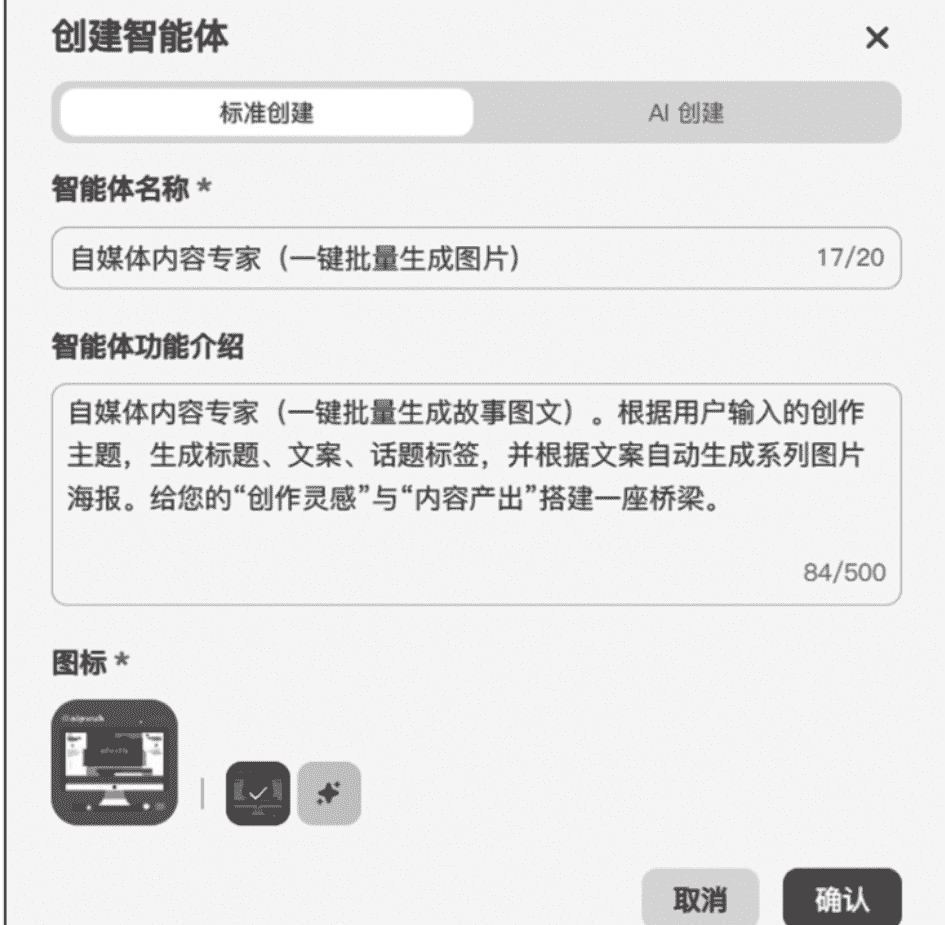 创建智能体
标准创建
AI 创建
智能体名称 *
自媒体内容专家（一键批量生成图片）
17/20
智能体功能介绍
自媒体内容专家（一键批量生成故事图文）。根据用户输入的创作
主题，生成标题、文案、话题标签，并根据文案自动生成系列图片
海报。给您的“创作灵感”与“内容产出”搭建一座桥梁。
84/500
图标 *
取消
确认